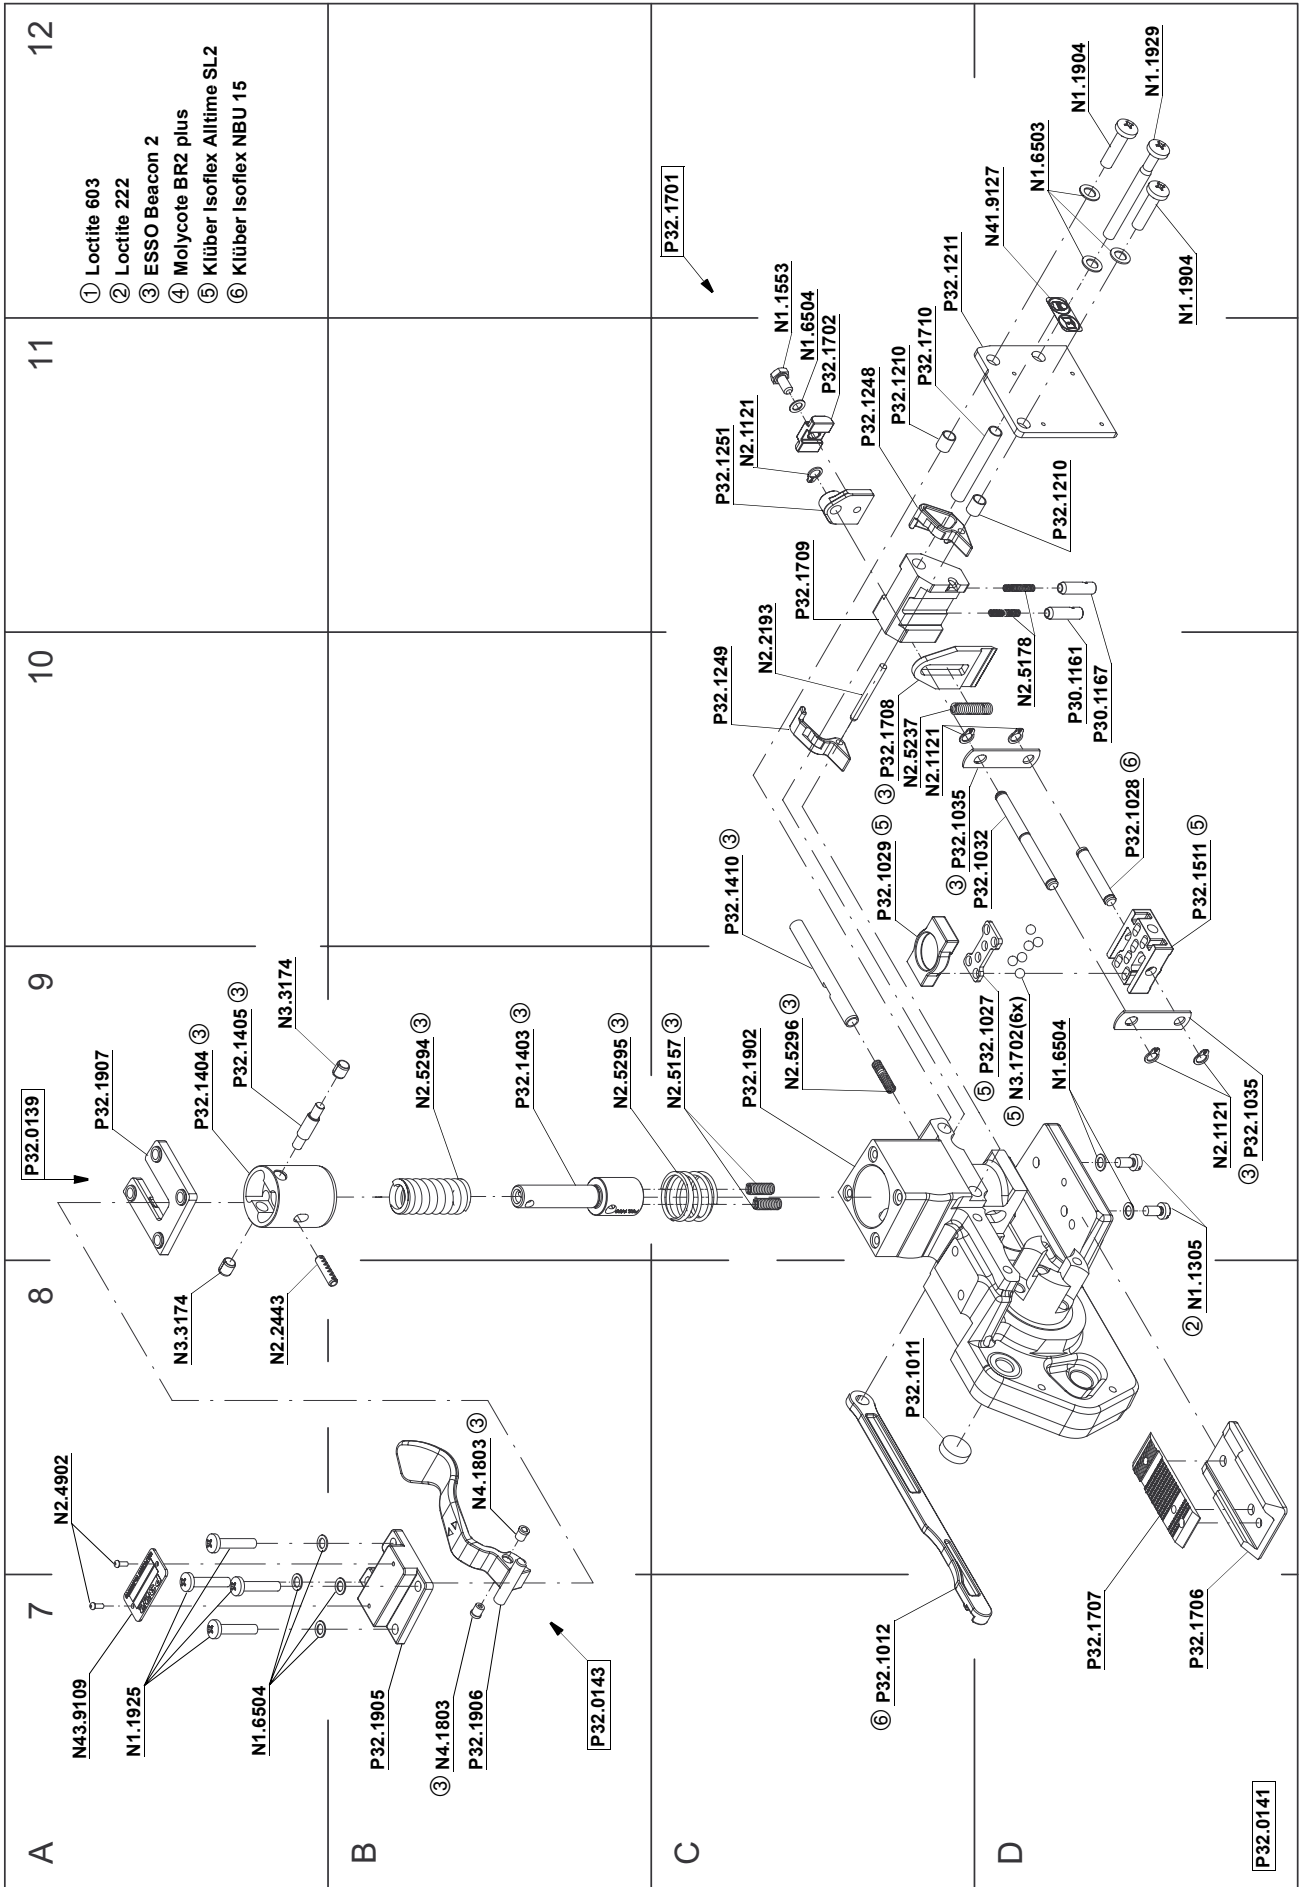 7
8
9
10
11
12
A
B
C
D
① Loctite 603
② Loctite 222
③ ESSO Beacon 2
④ Molycote BR2 plus
⑤ Klüber Isoflex Alltime SL2
⑥ Klüber Isoflex NBU 15
N43.9109
N2.4902
N1.1925
N1.6504
P32.1905
③ N4.1803
P32.1906
N4.1803 ③
P32.0143
P32.0139
P32.1907
P32.1404 ③
P32.1405 ③
N3.3174
N3.3174
N2.2443
N2.5294 ③
P32.1403 ③
N2.5295 ③
N2.5157 ③
P32.1902
N2.5296 ③
P32.1410 ③
P32.1029 ⑤
⑤ P32.1027
⑤ N3.1702(6x)
N1.6504
② N1.1305
N2.1121
③ P32.1035
P32.1511 ⑤
P32.1028 ⑥
P32.1032
③ P32.1035
N2.1121
N2.5237
③ P32.1708
P32.1249
N2.2193
P32.1709
N2.5178
P30.1161
P30.1167
P32.1251
N2.1121
P32.1702
N1.6504
N1.1553
P32.1701
P32.1248
P32.1210
P32.1710
P32.1210
P32.1211
N41.9127
N1.6503
N1.1904
N1.1929
N1.1904
P32.1011
⑥ P32.1012
P32.1707
P32.1706
P32.0141